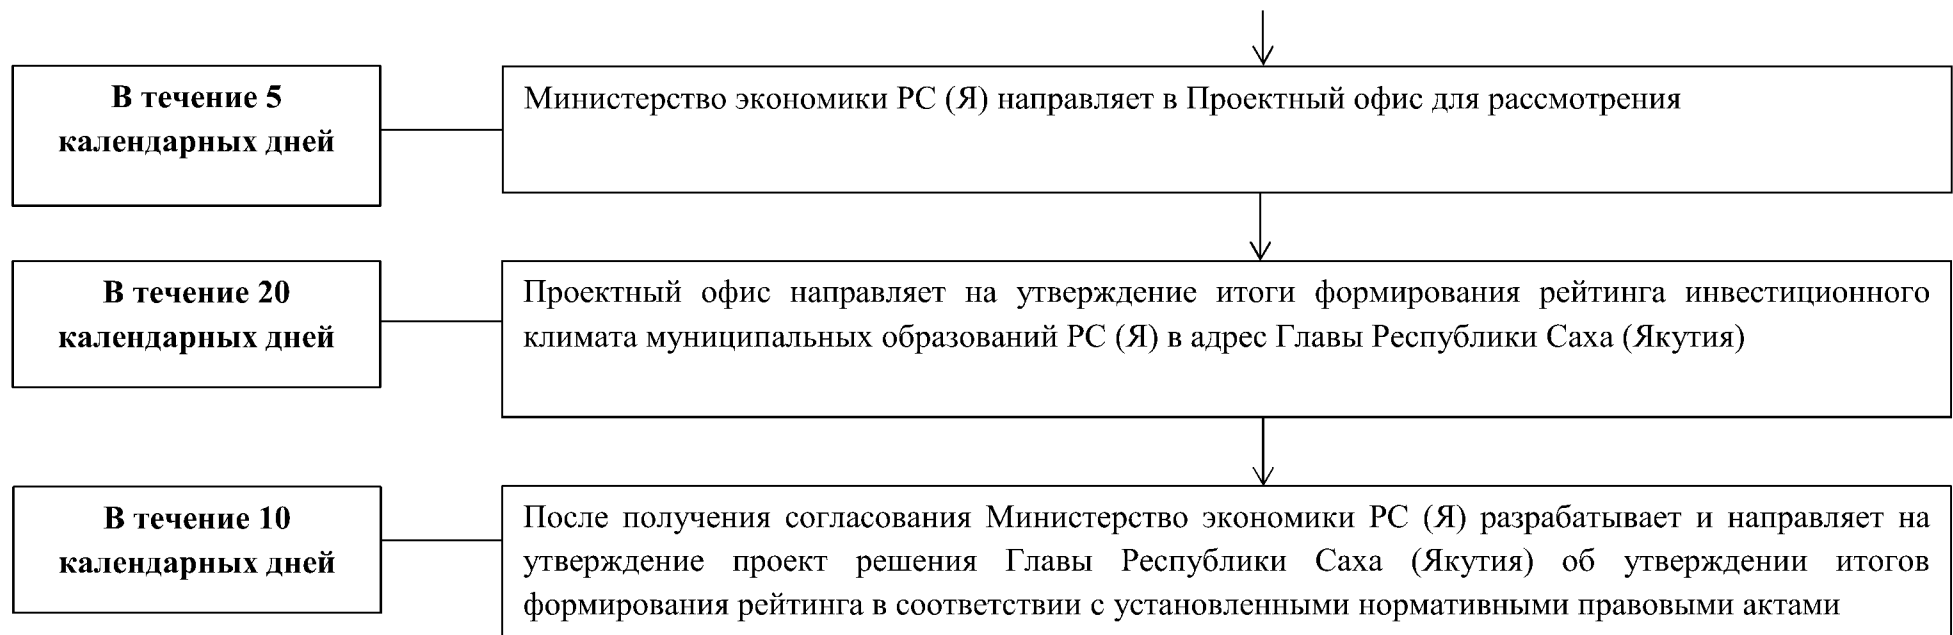 В течение 5
календарных дней
Министерство экономики РС (Я) направляет в Проектный офис для рассмотрения
В течение 20
календарных дней
Проектный офис направляет на утверждение итоги формирования рейтинга инвестиционного
климата муниципальных образований РС (Я) в адрес Главы Республики Саха (Якутия)
В течение 10
календарных дней
После получения согласования Министерство экономики РС (Я) разрабатывает и направляет на
утверждение проект решения Главы Республики Саха (Якутия) об утверждении итогов
формирования рейтинга в соответствии с установленными нормативными правовыми актами